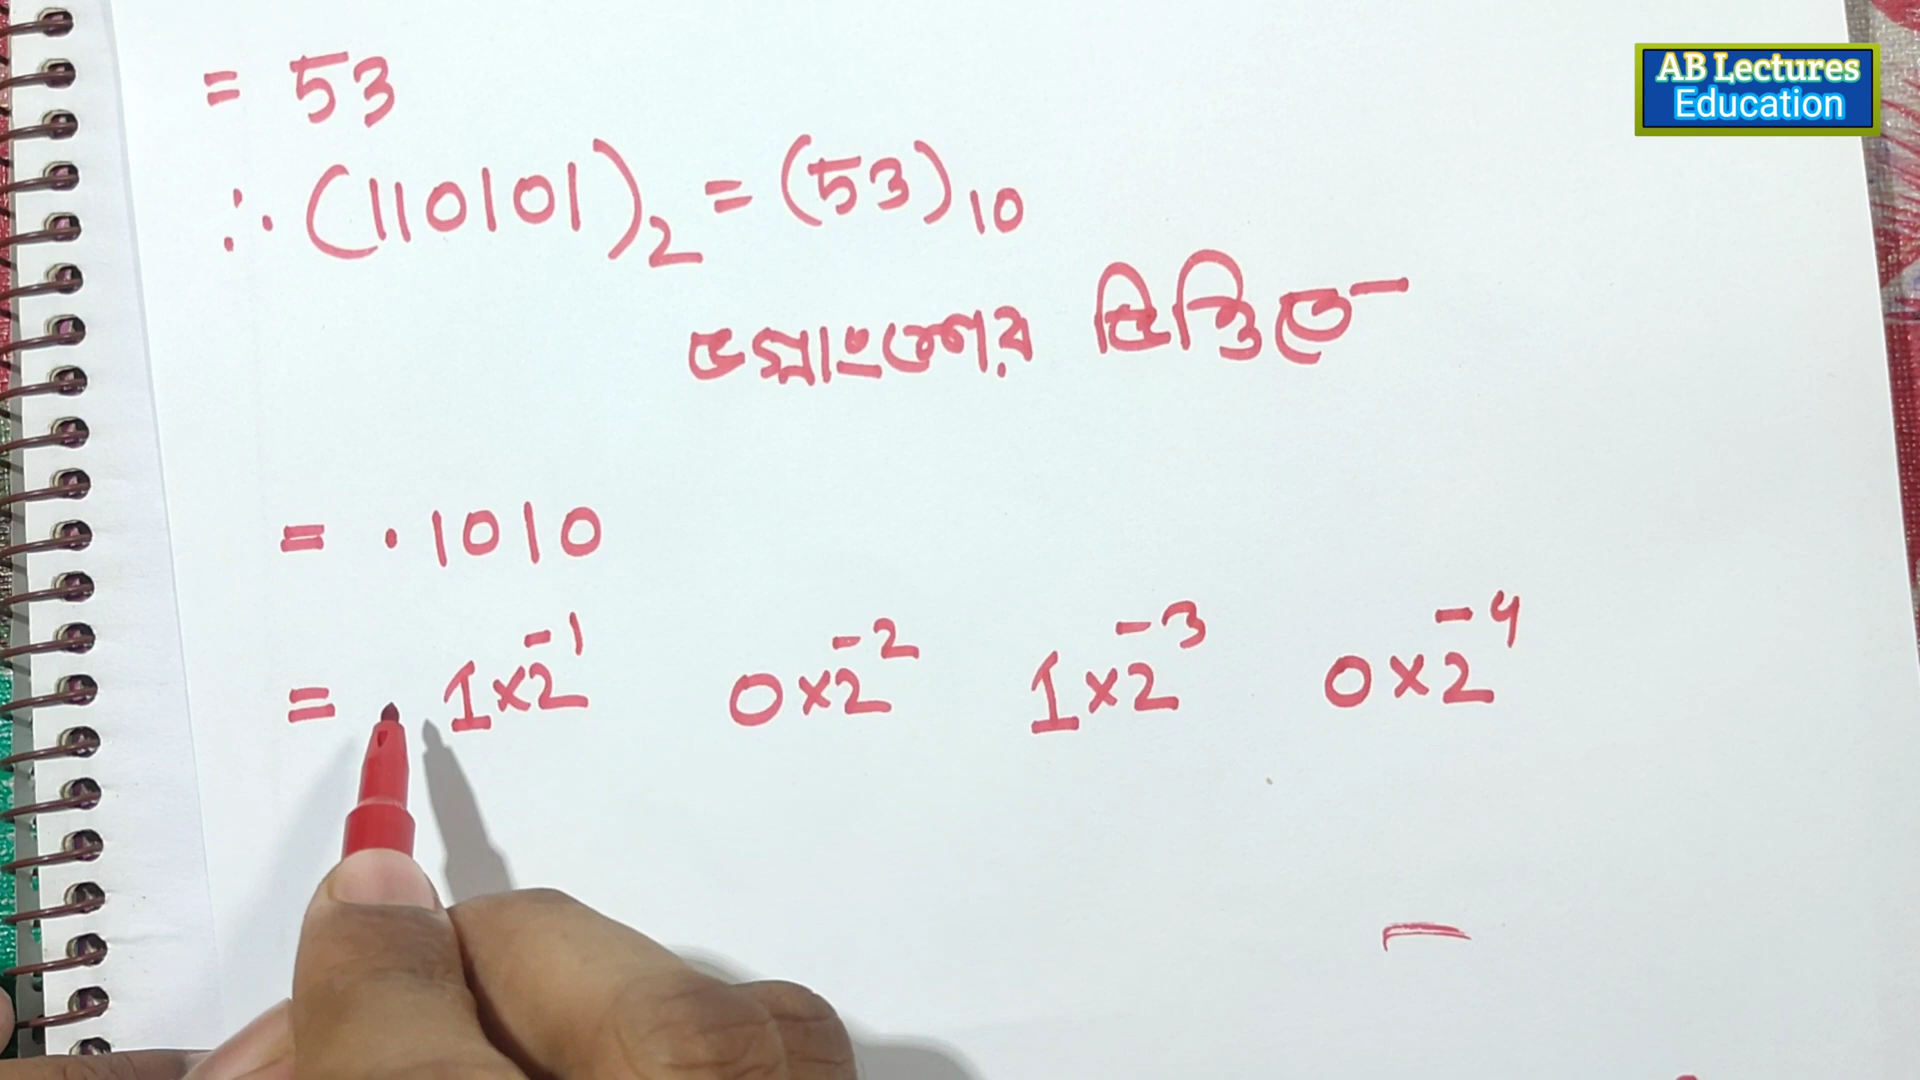 AB Lectures
Education
= 53
∴ (110101)₂ = (53)₁₀
ভগ্নাংশের ভিত্তিতে
= .1010
= 1×2⁻¹ 0×2⁻² 1×2⁻³ 0×2⁻⁴